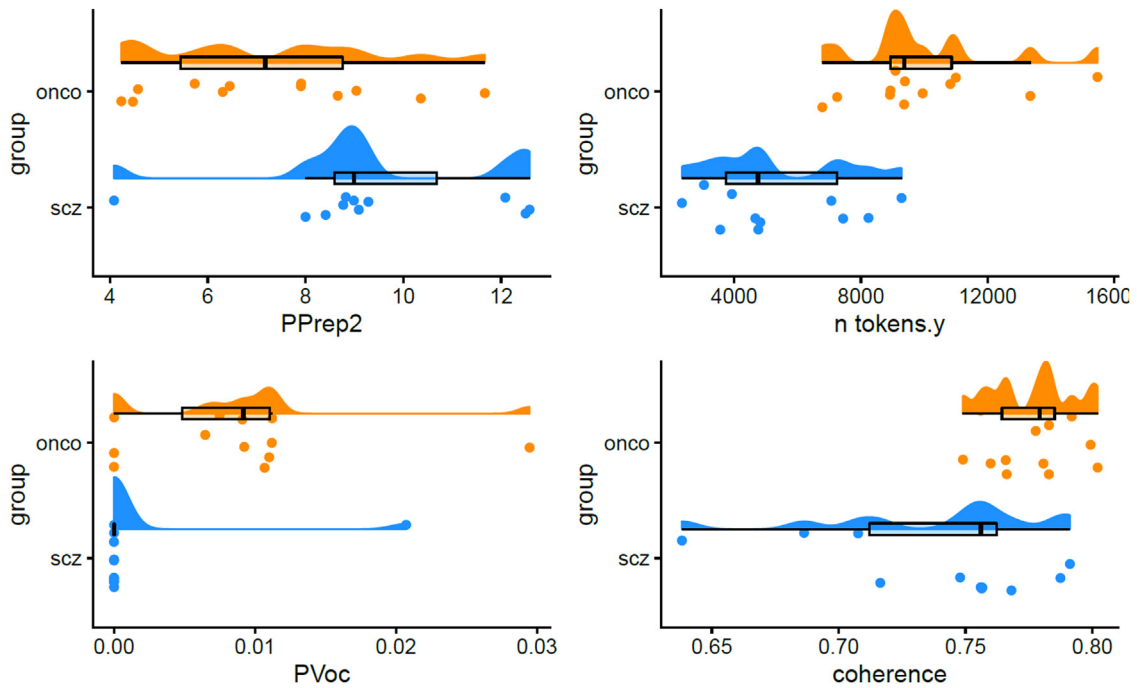 group
onco
scz
4 6 8 10 12
PPrep2
group
onco
scz
4000 8000 12000 1600
n tokens.y
group
onco
scz
0.00 0.01 0.02 0.03
PVoc
group
onco
scz
0.65 0.70 0.75 0.80
coherence